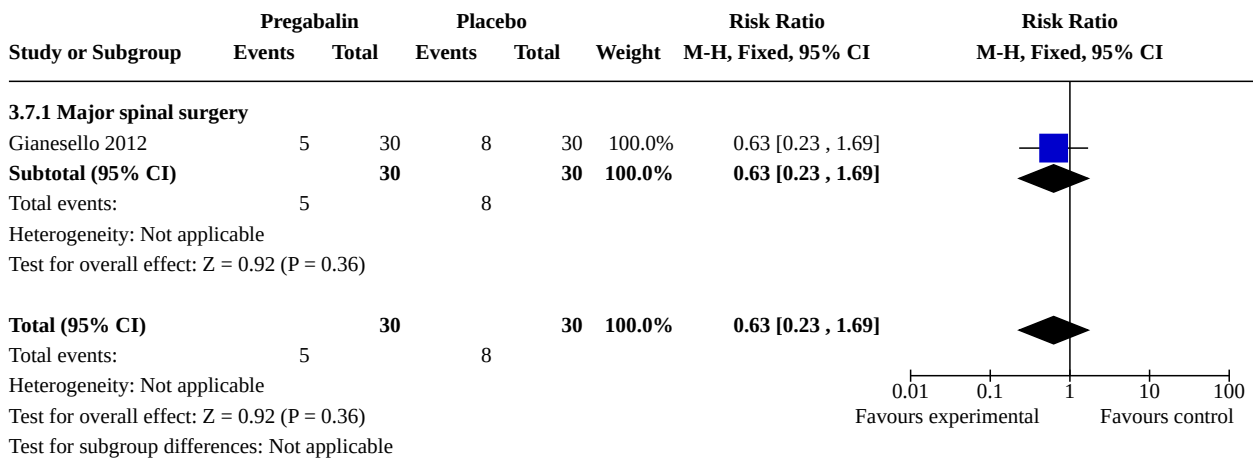 Pregabalin Placebo Risk Ratio Risk Ratio
Study or Subgroup Events Total Events Total Weight M-H, Fixed, 95% CI M-H, Fixed, 95% CI
3.7.1 Major spinal surgery
Gianesello 2012 5 30 8 30 100.0% 0.63 [0.23 , 1.69]
Subtotal (95% CI) 30 30 100.0% 0.63 [0.23 , 1.69]
Total events: 5 8
Heterogeneity: Not applicable
Test for overall effect: Z = 0.92 (P = 0.36)
Total (95% CI) 30 30 100.0% 0.63 [0.23 , 1.69]
Total events: 5 8
Heterogeneity: Not applicable
0.01 0.1 1 10 100
Test for overall effect: Z = 0.92 (P = 0.36) Favours experimental Favours control
Test for subgroup differences: Not applicable